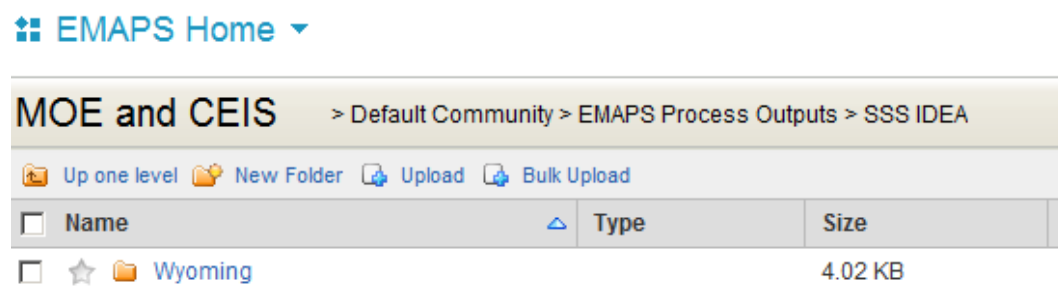 EMAPS Home
MOE and CEIS > Default Community > EMAPS Process Outputs > SSS IDEA
Up one level New Folder Upload Bulk Upload
Name Type Size
Wyoming 4.02 KB